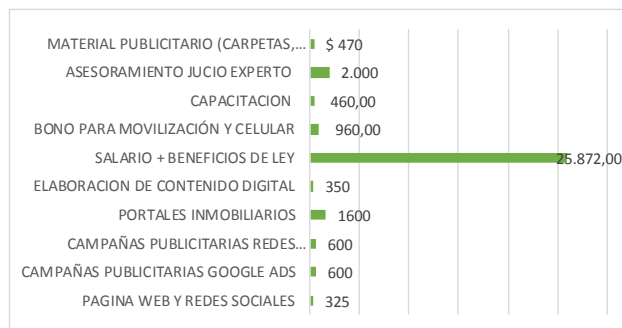 MATERIAL PUBLICITARIO (CARPETAS,... $ 470
ASESORAMIENTO JUCIO EXPERTO 2.000
CAPACITACION 460,00
BONO PARA MOVILIZACIÓN Y CELULAR 960,00
SALARIO + BENEFICIOS DE LEY 25.872,00
ELABORACION DE CONTENIDO DIGITAL 350
PORTALES INMOBILIARIOS 1600
CAMPAÑAS PUBLICITARIAS REDES... 600
CAMPAÑAS PUBLICITARIAS GOOGLE ADS 600
PAGINA WEB Y REDES SOCIALES 325